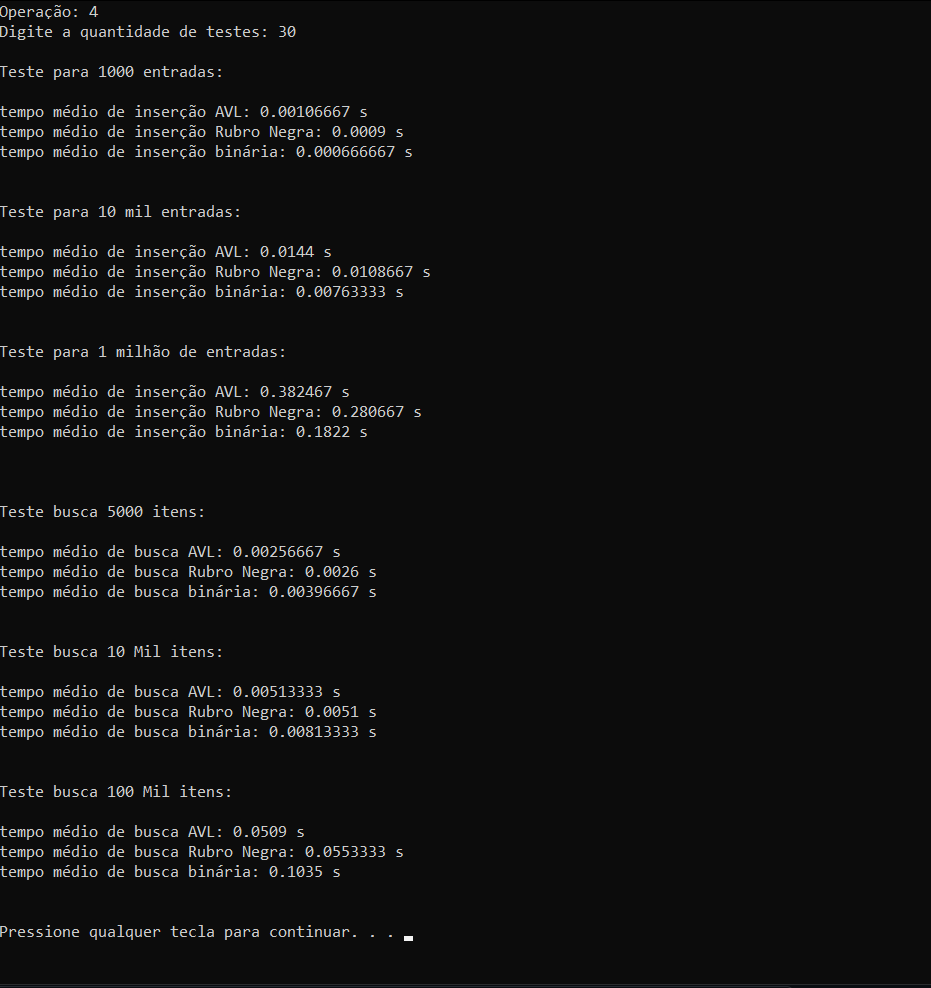 Operação: 4
Digite a quantidade de testes: 30
Teste para 1000 entradas:
tempo médio de inserção AVL: 0.00106667 s
tempo médio de inserção Rubro Negra: 0.0009 s
tempo médio de inserção binária: 0.000666667 s
Teste para 10 mil entradas:
tempo médio de inserção AVL: 0.0144 s
tempo médio de inserção Rubro Negra: 0.0108667 s
tempo médio de inserção binária: 0.00763333 s
Teste para 1 milhão de entradas:
tempo médio de inserção AVL: 0.382467 s
tempo médio de inserção Rubro Negra: 0.280667 s
tempo médio de inserção binária: 0.1822 s
Teste busca 5000 itens:
tempo médio de busca AVL: 0.00256667 s
tempo médio de busca Rubro Negra: 0.0026 s
tempo médio de busca binária: 0.00396667 s
Teste busca 10 Mil itens:
tempo médio de busca AVL: 0.00513333 s
tempo médio de busca Rubro Negra: 0.0051 s
tempo médio de busca binária: 0.00813333 s
Teste busca 100 Mil itens:
tempo médio de busca AVL: 0.0509 s
tempo médio de busca Rubro Negra: 0.0553333 s
tempo médio de busca binária: 0.1035 s
Pressione qualquer tecla para continuar. . .